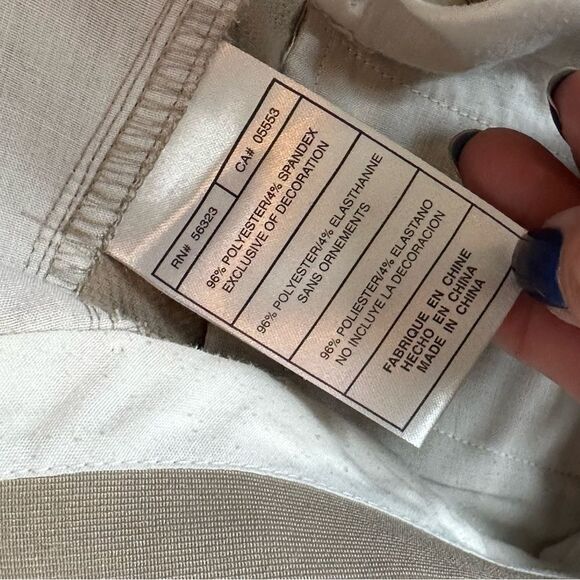 RN# 56323
CA# 05553
96% POLYESTER/4% SPANDEX
EXCLUSIVE OF DECORATION
96% POLYESTER/4% ELASTHANNE
SANS ORNEMENTS
96% POLIESTER/4% ELASTANO
NO INCLUYE LA DECORACION
FABRIQUE EN CHINE
HECHO EN CHINA
MADE IN CHINA